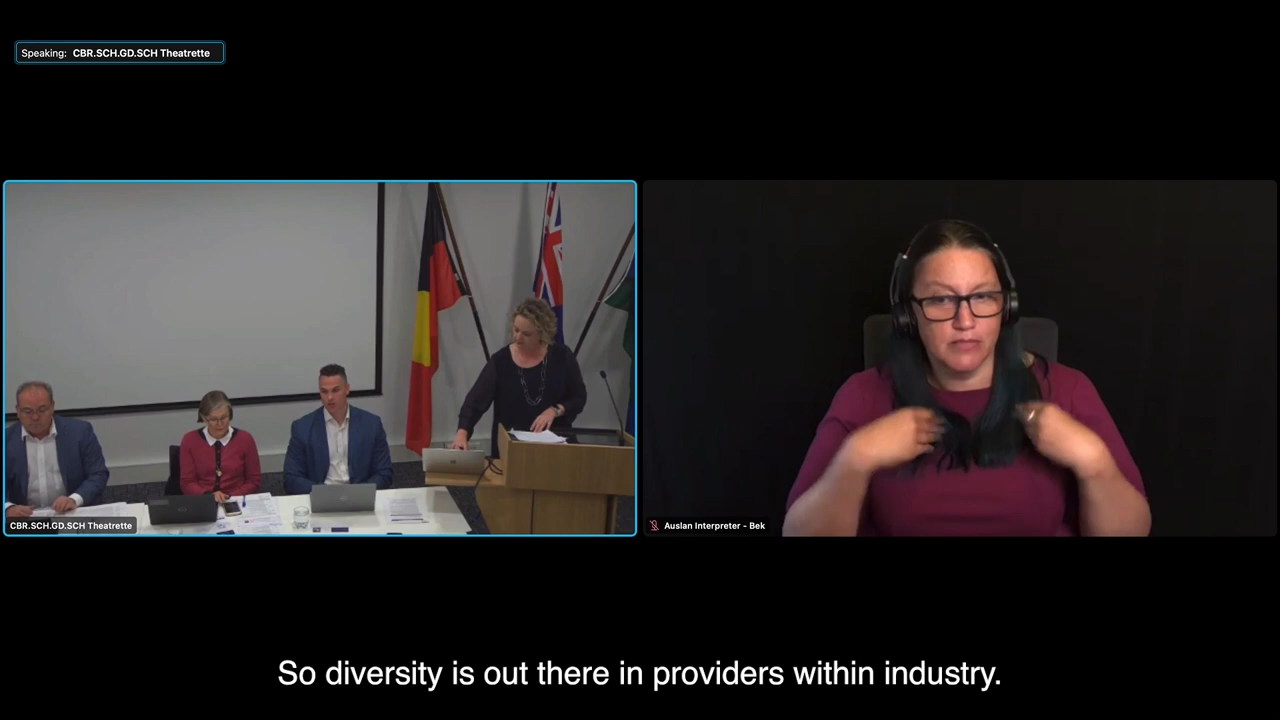 Speaking: CBR.SCH.GD.SCH Theatrette
CBR.SCH.GD.SCH Theatrette
Auslan Interpreter - Bek
So diversity is out there in providers within industry.